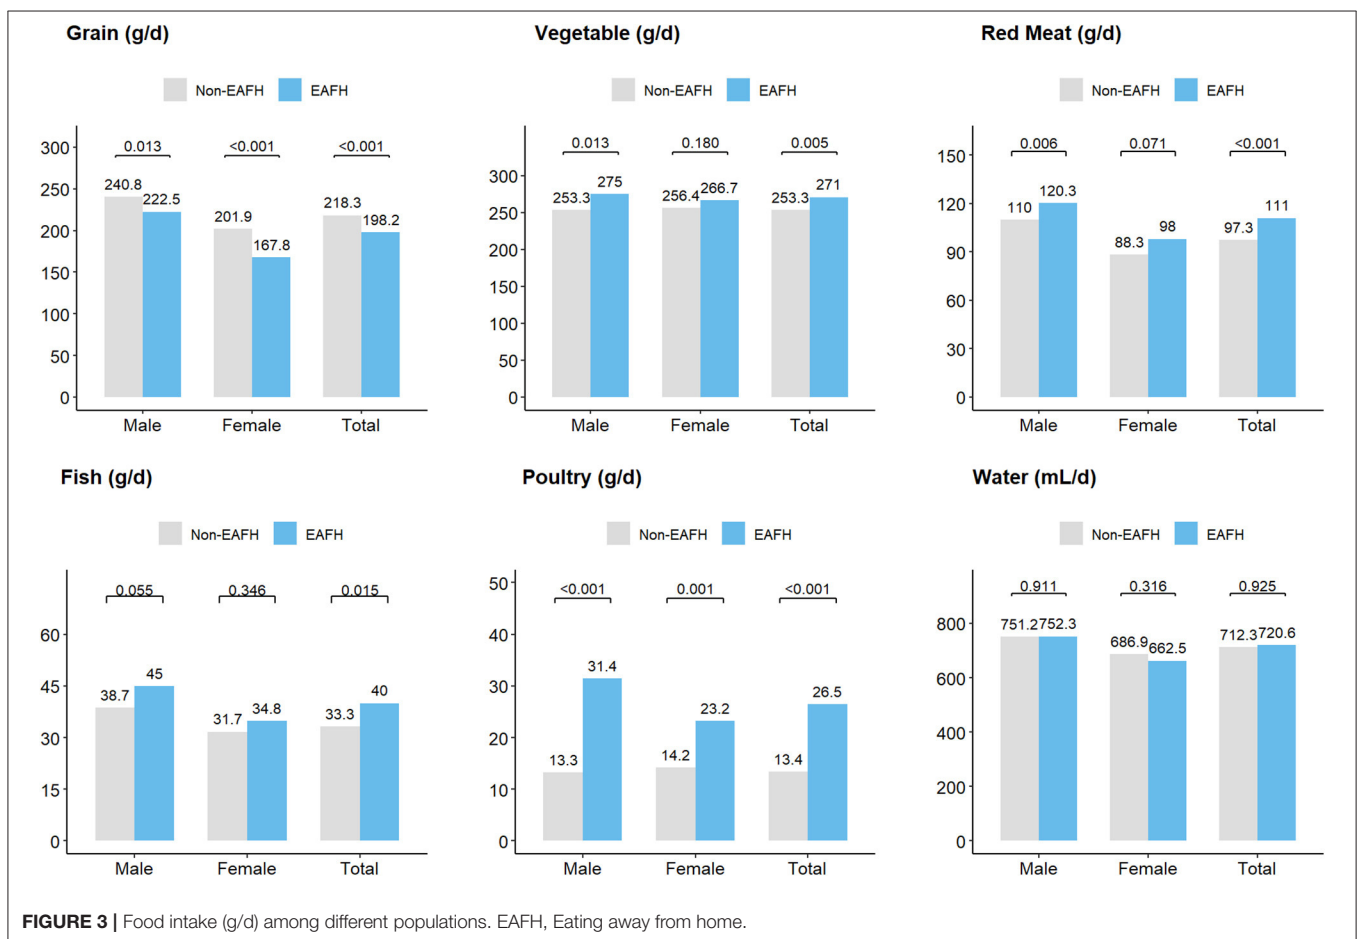 Grain (g/d)
Non-EAFH EAFH
300
250
200
150
100
50
0
0.013 <0.001 <0.001
240.8 222.5 201.9 167.8 218.3 198.2
Male Female Total
Vegetable (g/d)
Non-EAFH EAFH
300
250
200
150
100
50
0
0.013 0.180 0.005
253.3 275 256.4 266.7 253.3 271
Male Female Total
Red Meat (g/d)
Non-EAFH EAFH
150
120
90
60
30
0
0.006 0.071 <0.001
110 120.3 88.3 98 97.3 111
Male Female Total
Fish (g/d)
Non-EAFH EAFH
60
45
30
15
0
0.055 0.346 0.015
38.7 45 31.7 34.8 33.3 40
Male Female Total
Poultry (g/d)
Non-EAFH EAFH
50
40
30
20
10
0
<0.001 0.001 <0.001
13.3 31.4 14.2 23.2 13.4 26.5
Male Female Total
Water (mL/d)
Non-EAFH EAFH
800
600
400
200
0
0.911 0.316 0.925
751.2 752.3 686.9 662.5 712.3 720.6
Male Female Total
FIGURE 3 | Food intake (g/d) among different populations. EAFH, Eating away from home.